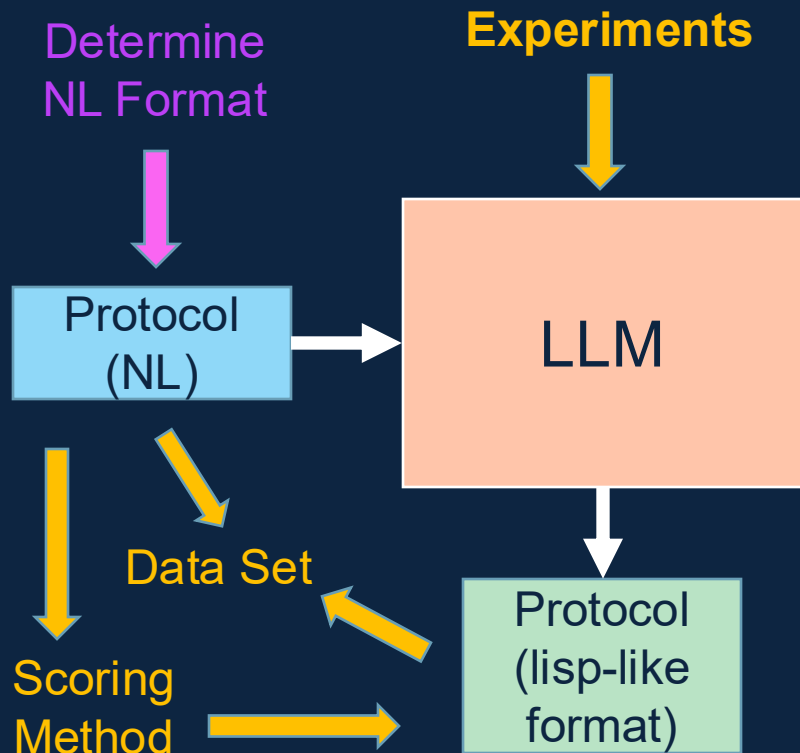 Determine
NL Format
Experiments
Protocol
(NL)
LLM
Data Set
Protocol
(lisp-like
format)
Scoring
Method